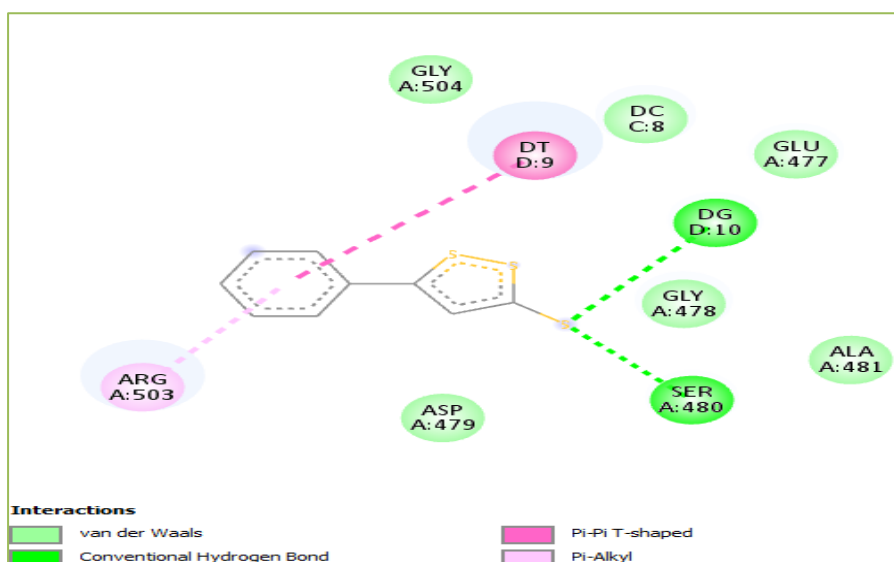 GLY
A:504
DC
C:8
DT
D:9
GLU
A:477
DG
D:10
S
S
GLY
A:478
S
ALA
A:481
ARG
A:503
SER
A:480
ASP
A:479
Interactions
van der Waals
Pi-Pi T-shaped
Conventional Hydrogen Bond
Pi-Alkyl